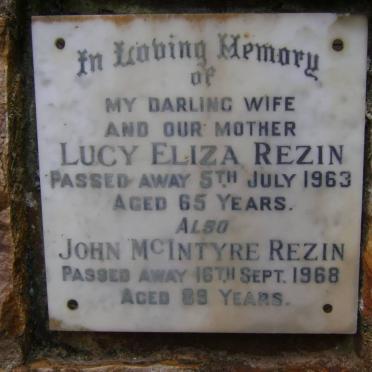 In Loving Memory
of
MY DARLING WIFE
AND OUR MOTHER
LUCY ELIZA REZIN
PASSED AWAY 5TH JULY 1963
AGED 65 YEARS.
ALSO
JOHN MCINTYRE REZIN
PASSED AWAY 16TH SEPT. 1968
AGED 89 YEARS.